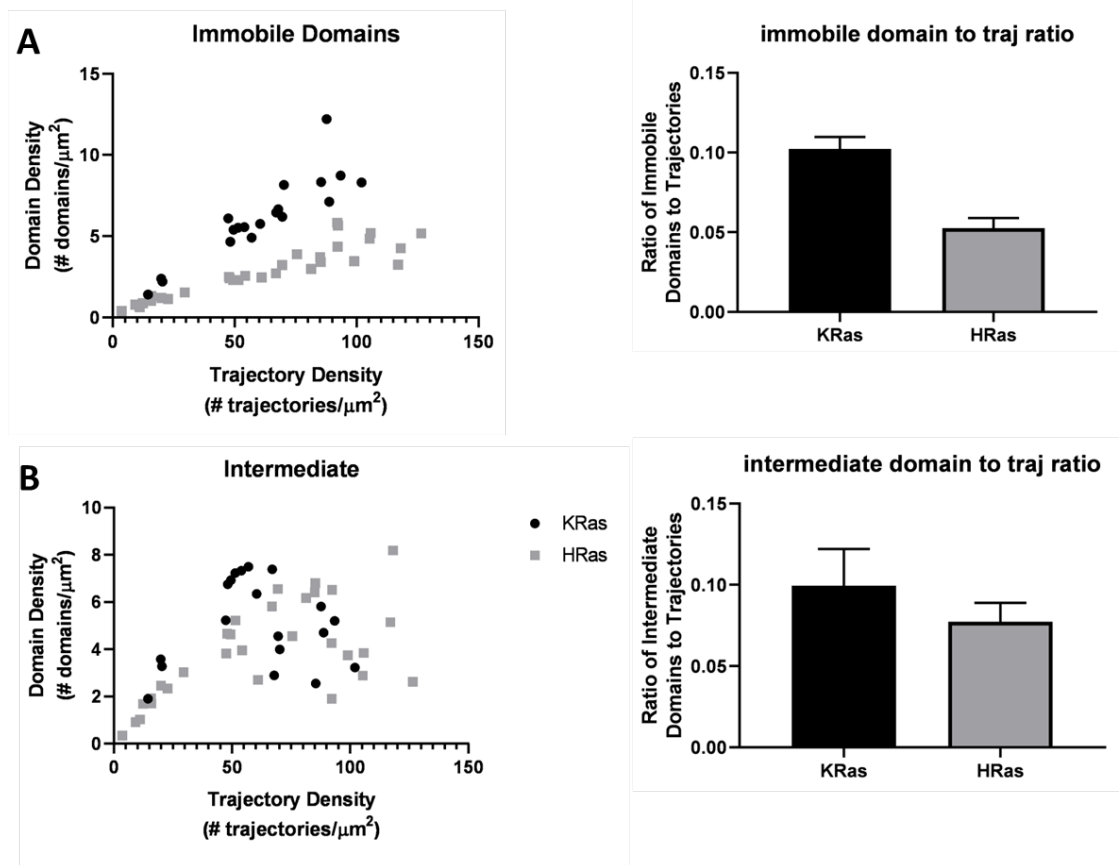 A
Immobile Domains
Domain Density
(# domains/μm²)
15
10
5
0
0 50 100 150
Trajectory Density
(# trajectories/μm²)
immobile domain to traj ratio
Ratio of Immobile
Domains to Trajectories
0.15
0.10
0.05
0.00
KRas HRas
B
Intermediate
Domain Density
(# domains/μm²)
10
8
6
4
2
0
0 50 100 150
Trajectory Density
(# trajectories/μm²)
KRas
HRas
intermediate domain to traj ratio
Ratio of Intermediate
Domains to Trajectories
0.15
0.10
0.05
0.00
KRas HRas